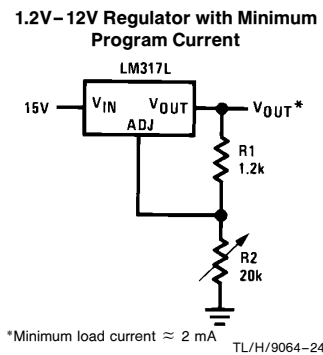 1.2V–12V Regulator with Minimum
Program Current
LM317L
15V
VIN
VOUT
VOUT*
ADJ
R1
1.2k
R2
20k
*Minimum load current ≈ 2 mA
TL/H/9064–24